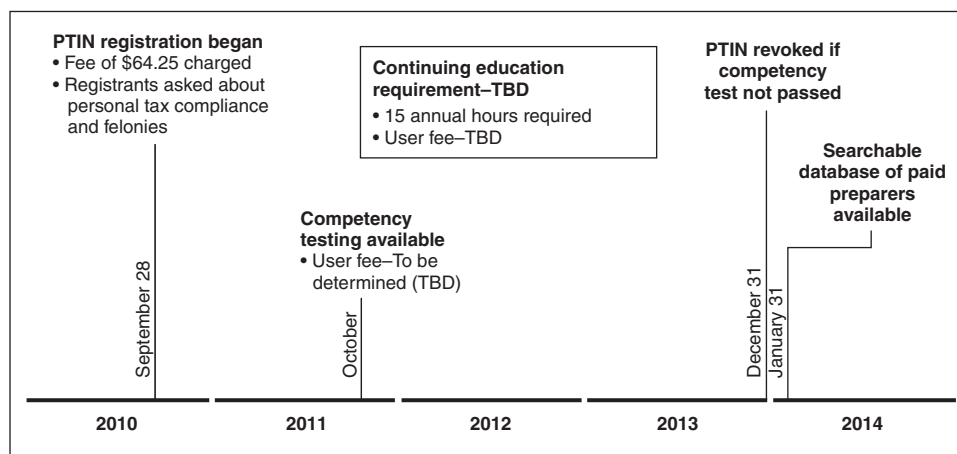 PTIN registration began
• Fee of $64.25 charged
• Registrants asked about
personal tax compliance
and felonies
September 28
Competency
testing available
• User fee–To be
determined (TBD)
October
Continuing education
requirement–TBD
• 15 annual hours required
• User fee–TBD
PTIN revoked if
competency
test not passed
December 31
Searchable
database of paid
preparers
available
January 31
2010
2011
2012
2013
2014